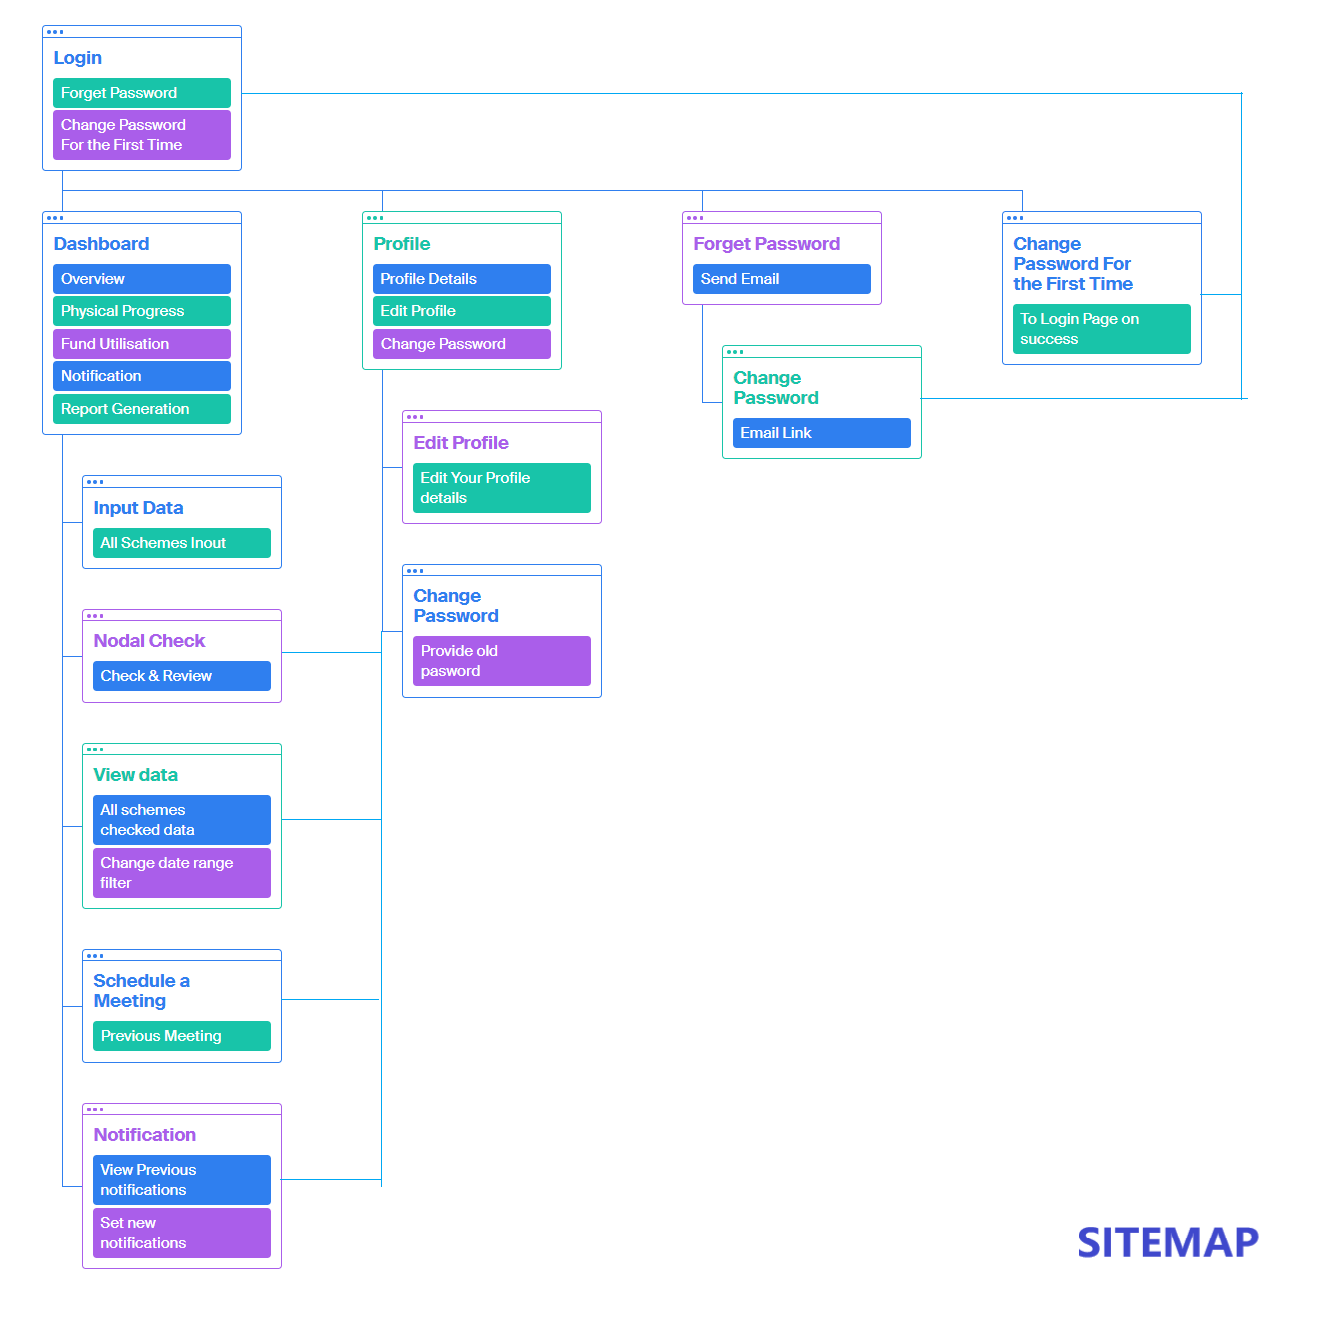 Login
Forget Password
Change Password
For the First Time
Dashboard
Overview
Physical Progress
Fund Utilisation
Notification
Report Generation
Profile
Profile Details
Edit Profile
Change Password
Forget Password
Send Email
Change
Password For
the First Time
To Login Page on
success
Change
Password
Email Link
Edit Profile
Edit Your Profile
details
Change
Password
Provide old
pasword
Input Data
All Schemes Inout
Nodal Check
Check & Review
View data
All schemes
checked data
Change date range
filter
Schedule a
Meeting
Previous Meeting
Notification
View Previous
notifications
Set new
notifications
SITEMAP